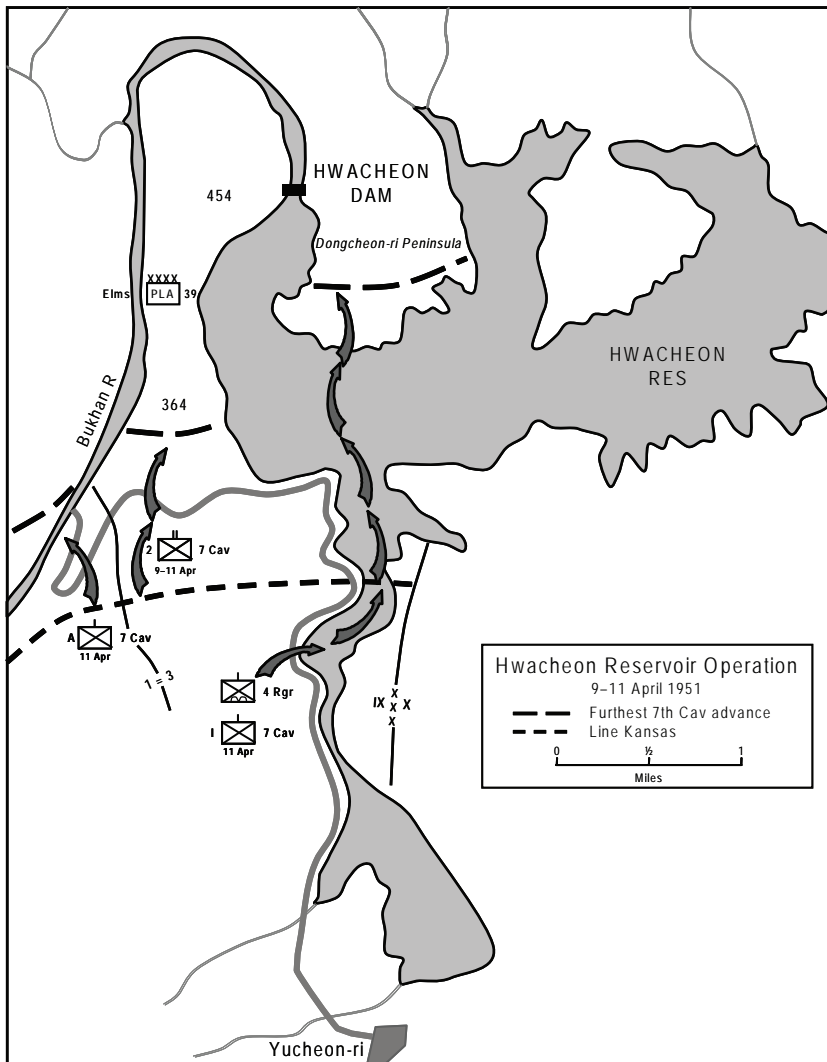 HWACHEON
DAM
454
Dongcheon-ri Peninsula
XXXX
Elms PLA 39
HWACHEON
RES
364
Bukhan R
2 7 Cav
9–11 Apr
A 7 Cav
11 Apr
1 = 3
4 Rgr
I 7 Cav
11 Apr
IX XXX X
Hwacheon Reservoir Operation
9–11 April 1951
Furthest 7th Cav advance
Line Kansas
0 ½ 1
Miles
Yucheon-ri